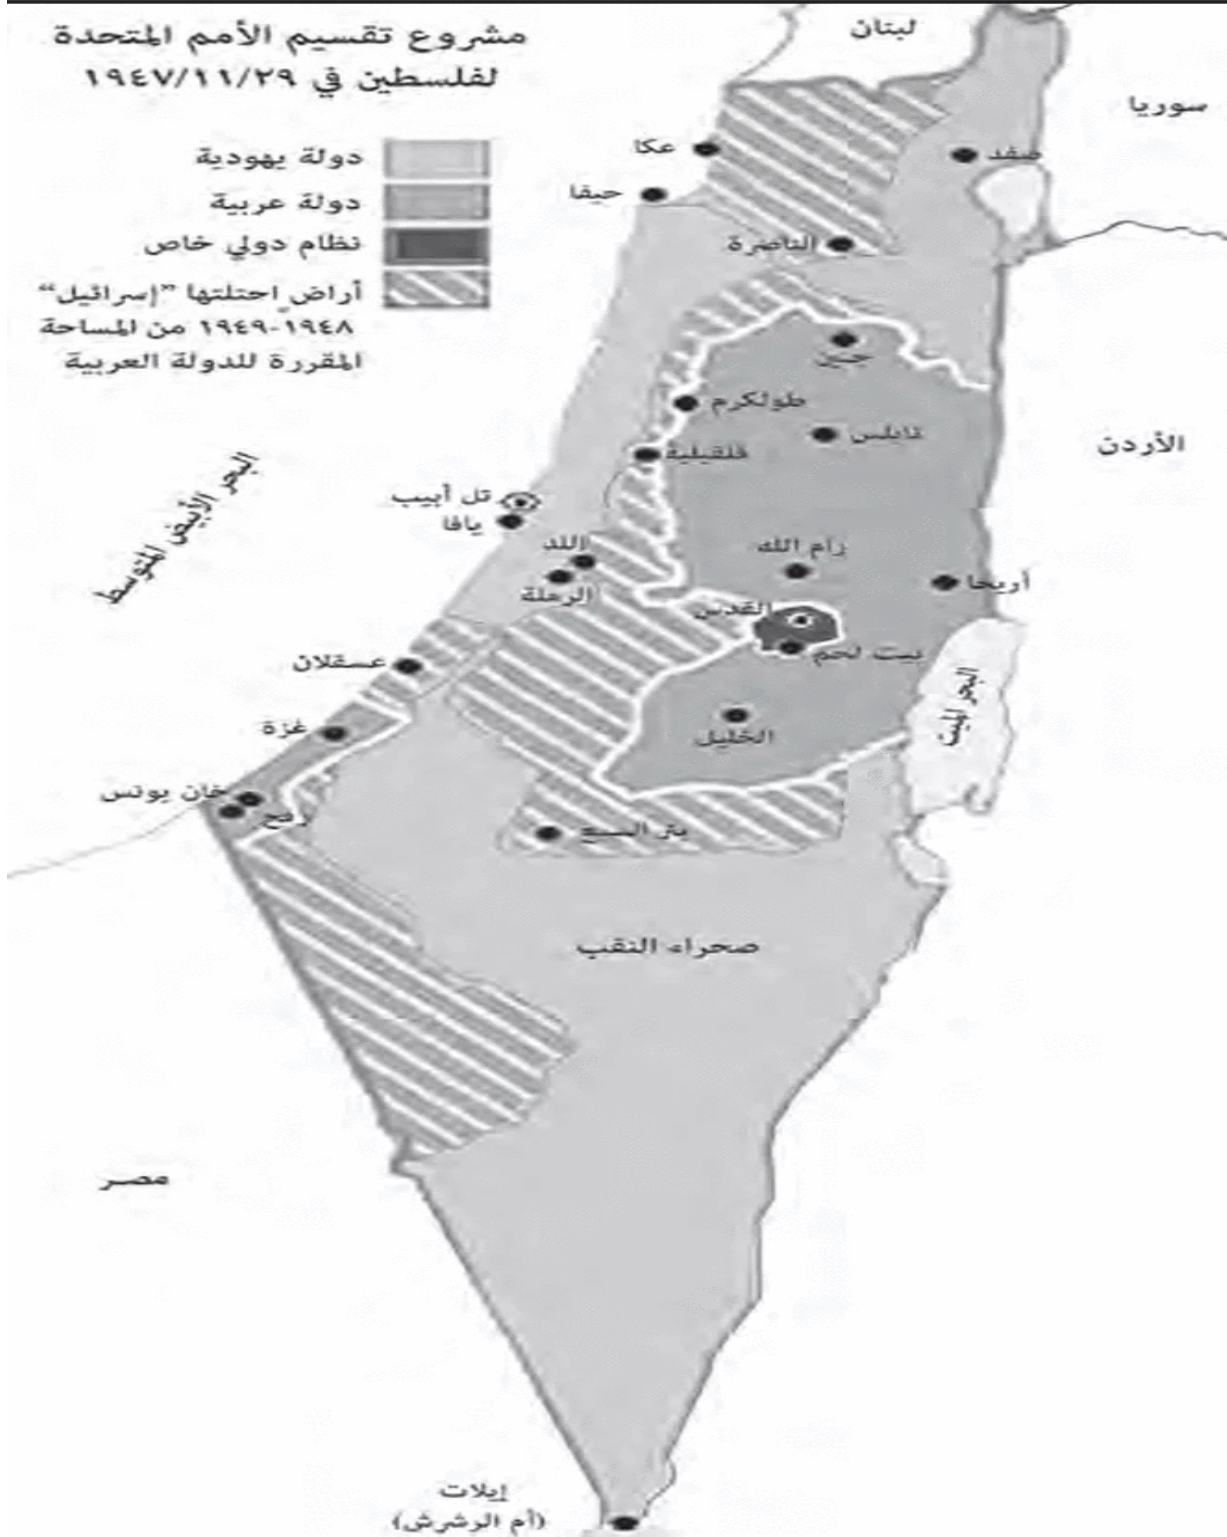 مشروع تقسيم الأمم المتحدة
لفلسطين في ١٩٤٧/١١/٢٩
دولة يهودية
دولة عربية
نظام دولي خاص
أراضٍ احتلتها "إسرائيل"
١٩٤٨-١٩٤٩ من المساحة
المقررة للدولة العربية
لبنان
سوريا
عكا
صفد
حيفا
الناصرة
جنين
طولكرم
نابلس
قلقيلية
الأردن
البحر الأبيض المتوسط
تل أبيب
يافا
اللد
الرملة
رام الله
أريحا
القدس
بيت لحم
عسقلان
البحر الميت
غزة
الخليل
خان يونس
رفح
بئر السبع
صحراء النقب
مصر
إيلات
(أم الرشرش)